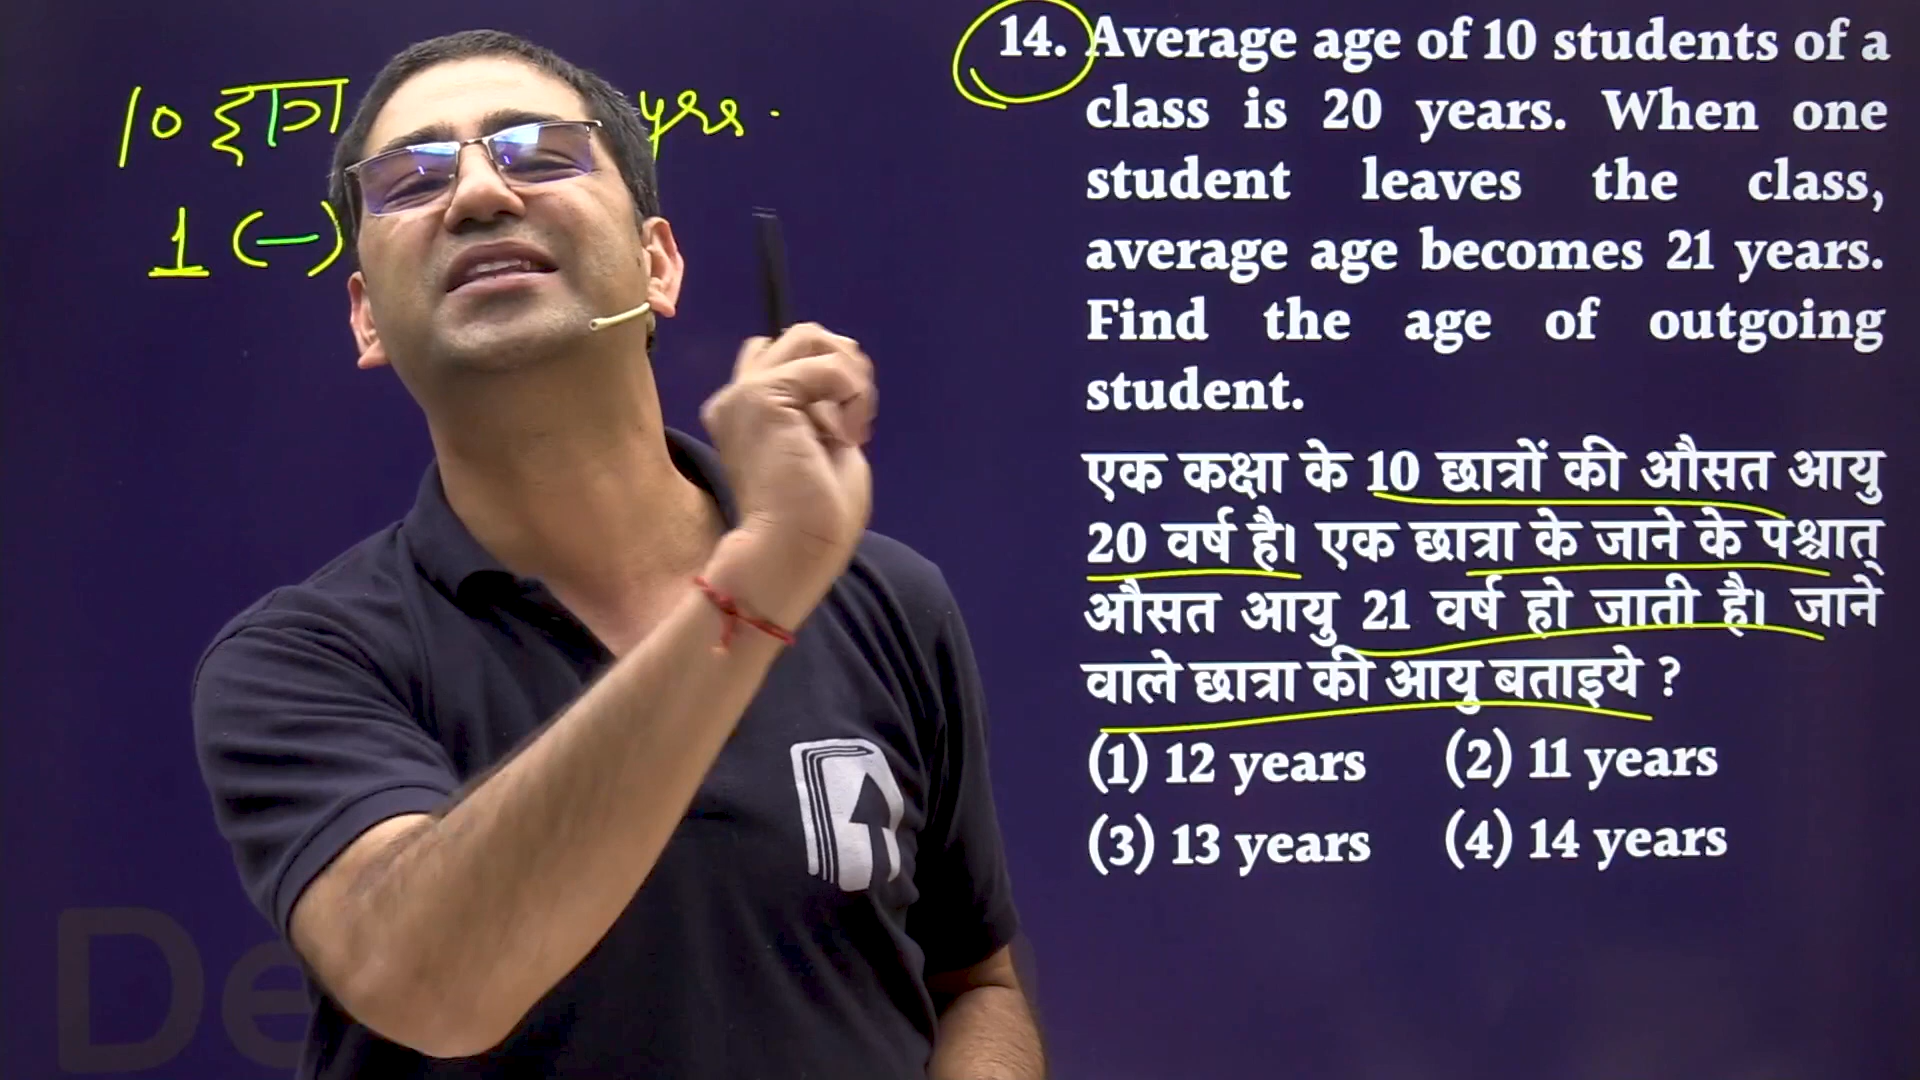 10 छात्र yrs.
1 (-)
14. Average age of 10 students of a
class is 20 years. When one
student leaves the class,
average age becomes 21 years.
Find the age of outgoing
student.
एक कक्षा के 10 छात्रों की औसत आयु
20 वर्ष है। एक छात्रा के जाने के पश्चात्
औसत आयु 21 वर्ष हो जाती है। जाने
वाले छात्रा की आयु बताइये ?
(1) 12 years (2) 11 years
(3) 13 years (4) 14 years
De